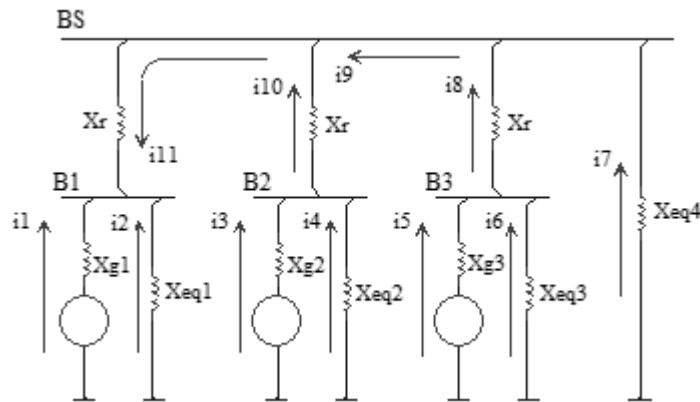 BS
i9
i10
i8
Xr
Xr
Xr
i11
i7
B1
B2
B3
i1
i2
i3
i4
i5
i6
Xeq4
Xg1
Xg2
Xg3
Xeq1
Xeq2
Xeq3